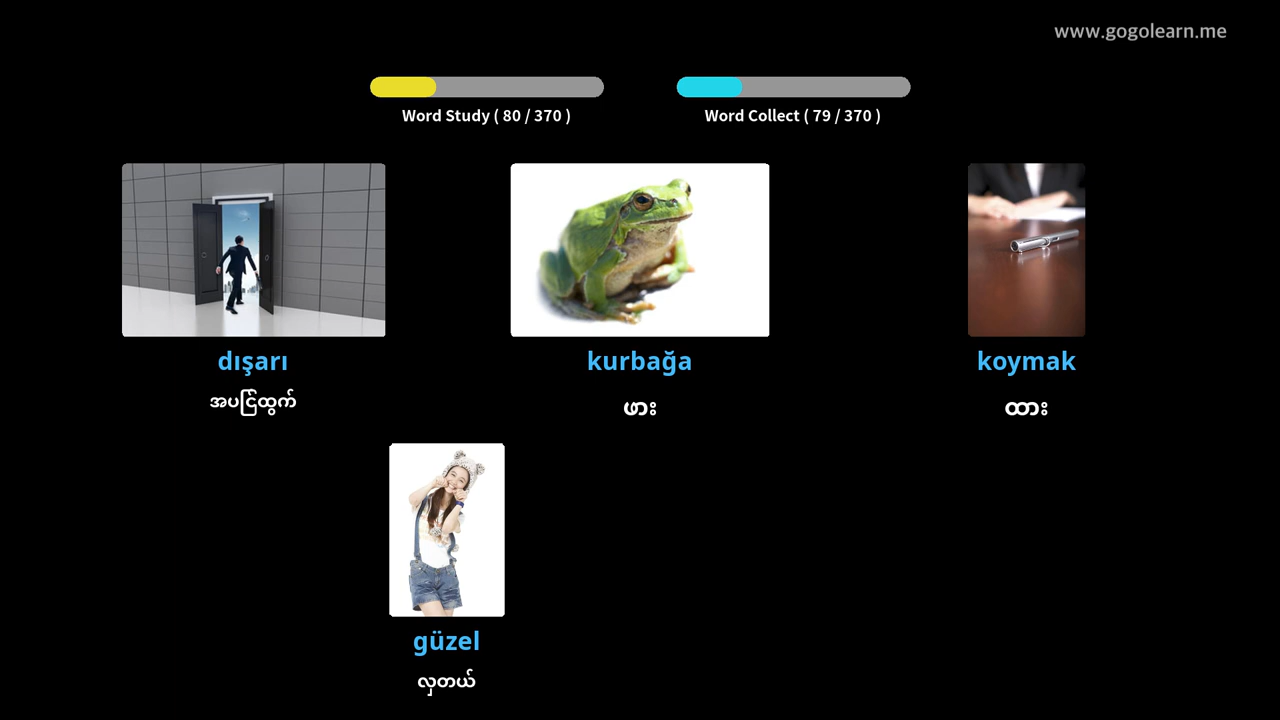 www.gogolearn.me
Word Study ( 80 / 370 )
Word Collect ( 79 / 370 )
dışarı
kurbağa
koymak
အပငြ်ထွက်
ဖား
ထား
güzel
လှတယ်